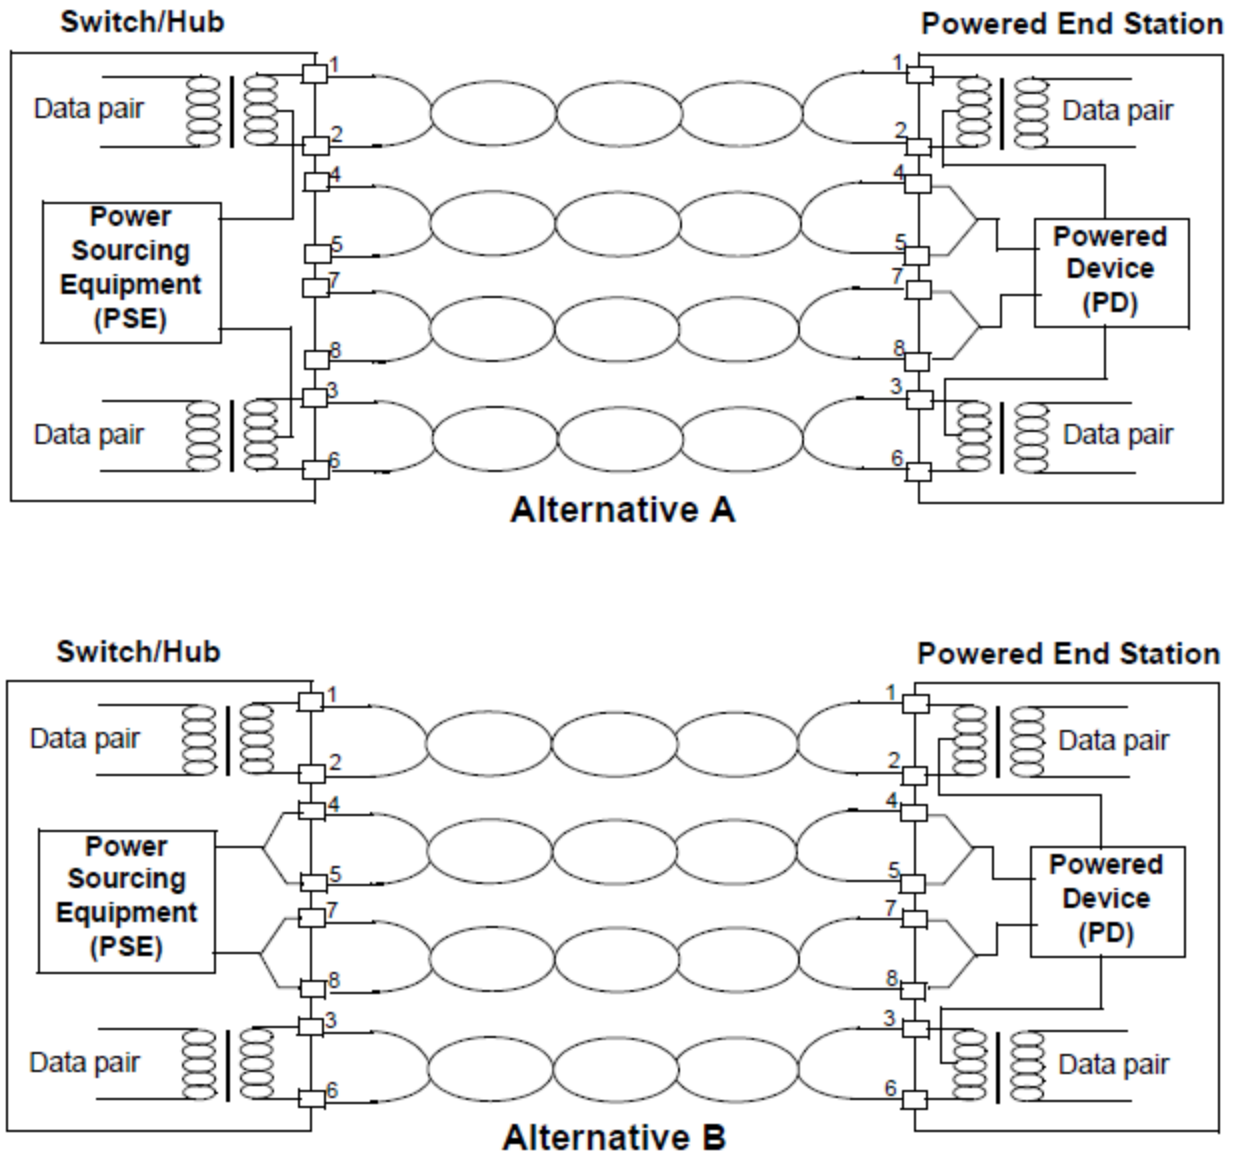 Switch/Hub
Powered End Station
1
1
Data pair
Data pair
2
2
4
4
Power
Sourcing
Equipment
(PSE)
Powered
Device
(PD)
5
5
7
7
8
8
3
3
Data pair
Data pair
6
6
Alternative A
Switch/Hub
Powered End Station
1
1
Data pair
Data pair
2
2
4
4
Power
Sourcing
Equipment
(PSE)
Powered
Device
(PD)
5
5
7
7
8
8
3
3
Data pair
Data pair
6
6
Alternative B